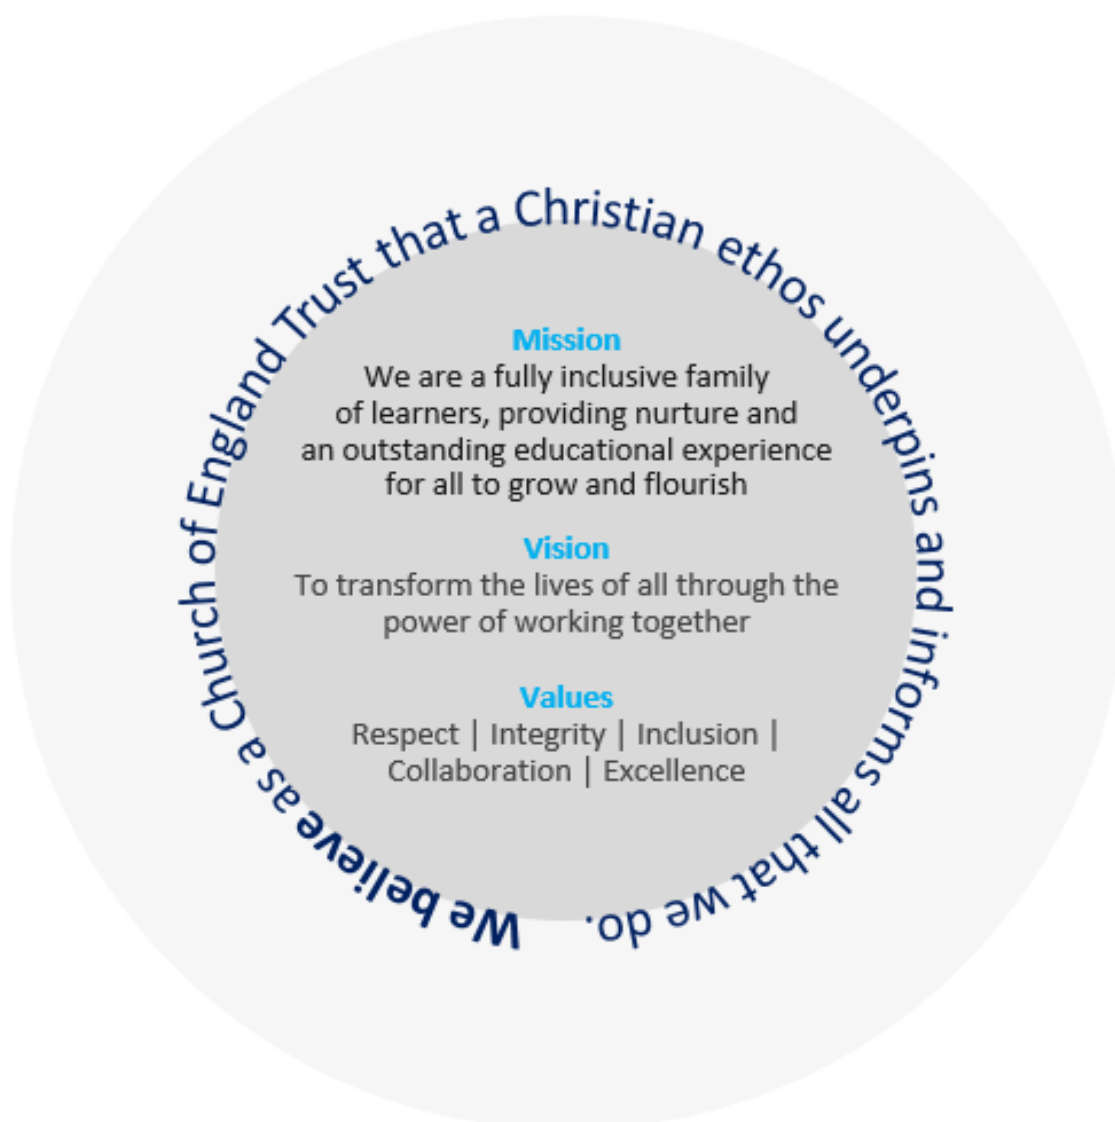 We believe as a Church of England Trust that a Christian ethos underpins and informs all that we do.
Mission
We are a fully inclusive family
of learners, providing nurture and
an outstanding educational experience
for all to grow and flourish
Vision
To transform the lives of all through the
power of working together
Values
Respect | Integrity | Inclusion |
Collaboration | Excellence